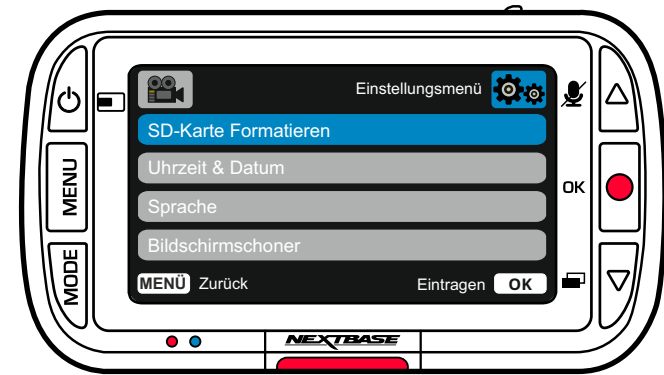 Einstellungsmenü
SD-Karte Formatieren
Uhrzeit & Datum
Sprache
Bildschirmschoner
MENÜ Zurück Eintragen OK
MENU
MODE
OK
NEXTBASE